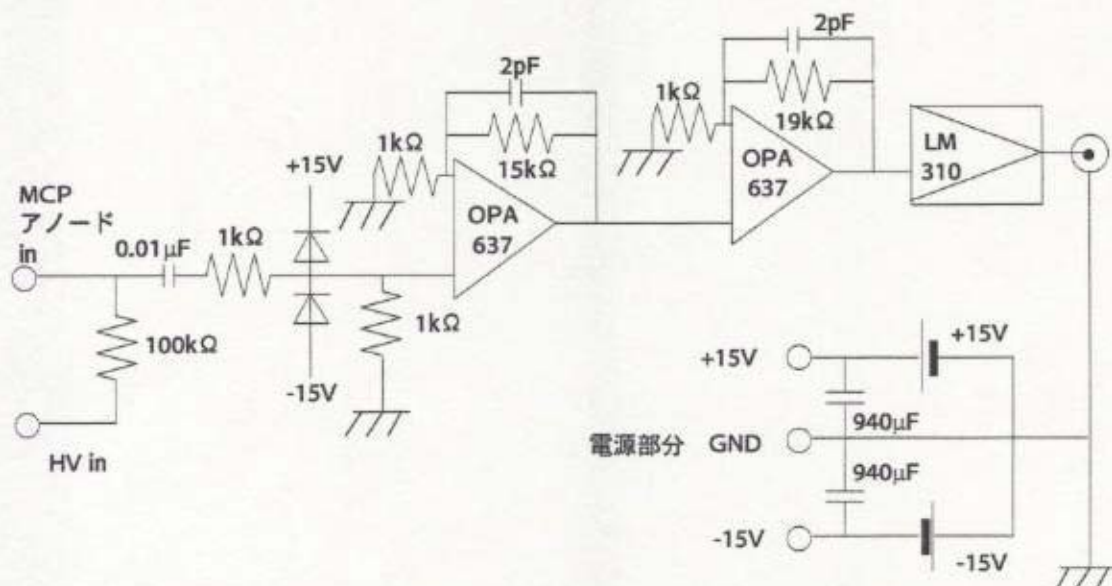 2pF
2pF
1kΩ
19kΩ
1kΩ
15kΩ
OPA
637
LM
310
+15V
OPA
637
MCP
アノード
in
0.01μF
1kΩ
1kΩ
100kΩ
-15V
HV in
+15V
+15V
940μF
電源部分 GND
940μF
-15V
-15V